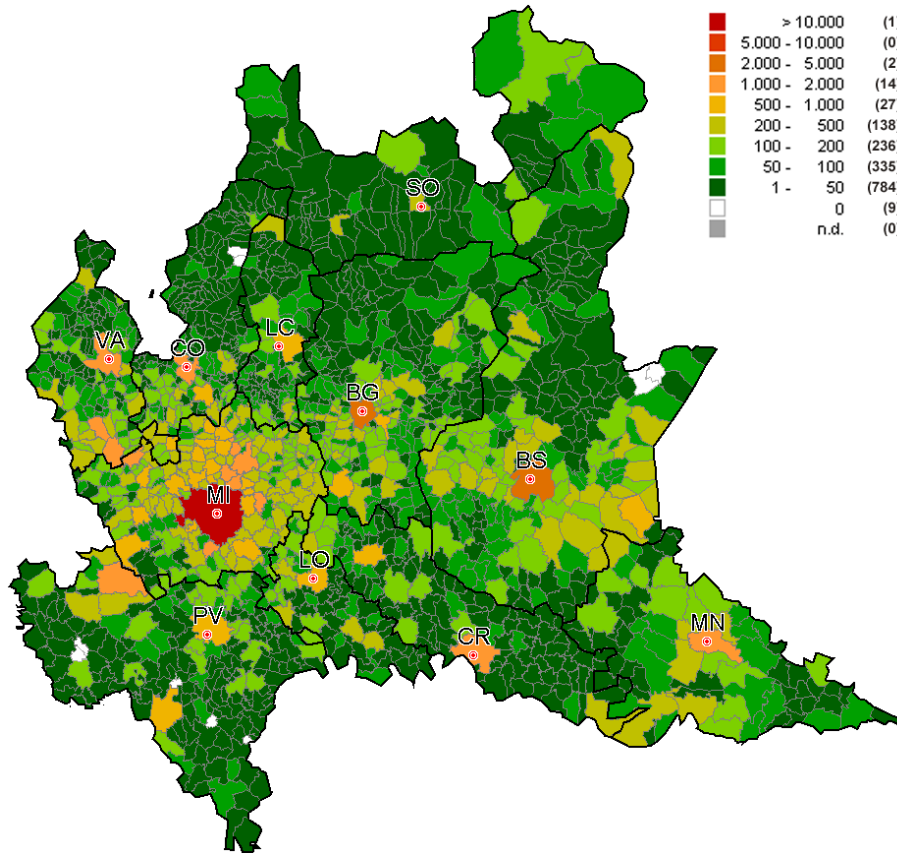 > 10.000 (1)
5.000 - 10.000 (0)
2.000 - 5.000 (2)
1.000 - 2.000 (14)
500 - 1.000 (27)
200 - 500 (138)
100 - 200 (236)
50 - 100 (335)
1 - 50 (784)
0 (9)
n.d. (0)
SO
LC
VA
CO
BG
BS
MI
LO
PV
CR
MN